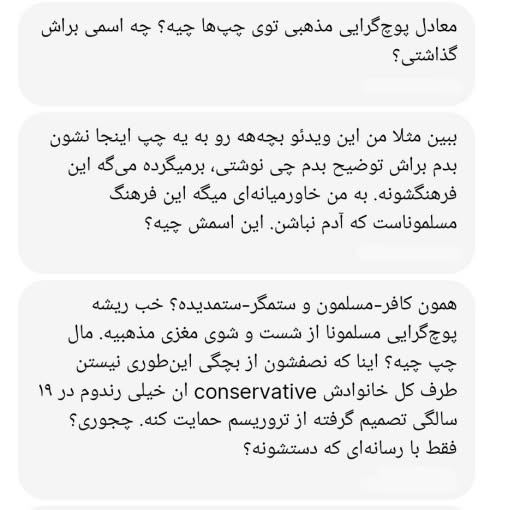 معادل پوچ‌گرایی مذهبی توی چپ‌ها چیه؟ چه اسمی براش
گذاشتی؟
ببین مثلا من این ویدئو بچه‌هه رو به یه چپ اینجا نشون
بدم براش توضیح بدم چی نوشتی، برمیگرده می‌گه این
فرهنگشونه. به من خاورمیانه‌ای میگه این فرهنگ
مسلموناست که آدم نباشن. این اسمش چیه؟
همون کافر-مسلمون و ستمگر-ستمدیده؟ خب ریشه
پوچ‌گرایی مسلمونا از شست و شوی مغزی مذهبیه. مال
چپ چیه؟ اینا که نصفشون از بچگی این‌طوری نیستن
طرف کل خانوادش conservative ان خیلی رندوم در ۱۹
سالگی تصمیم گرفته از تروریسم حمایت کنه. چجوری؟
فقط با رسانه‌ای که دستشونه؟